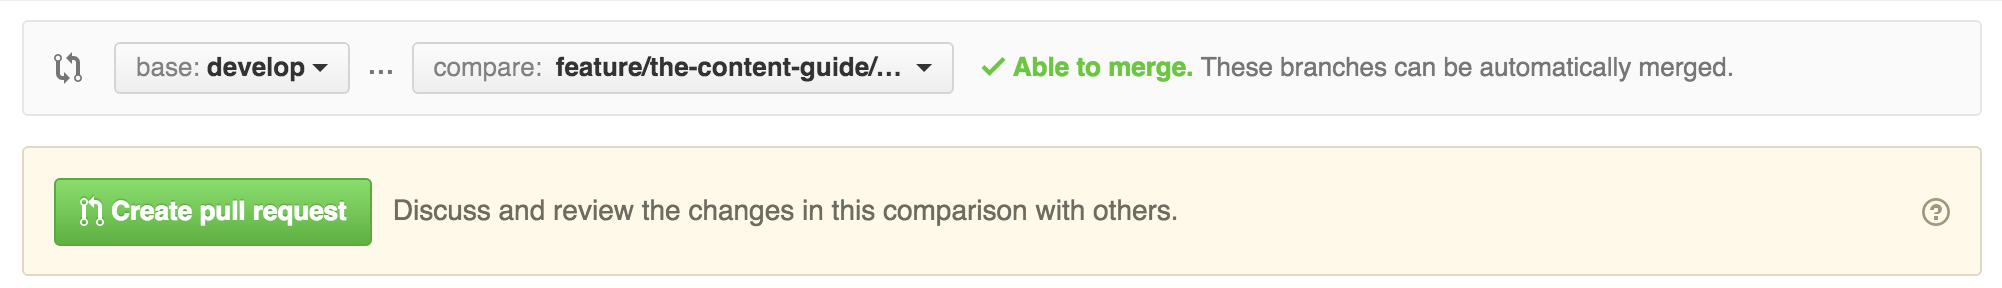 base: develop ... compare: feature/the-content-guide/... Able to merge. These branches can be automatically merged.
Create pull request Discuss and review the changes in this comparison with others. ?